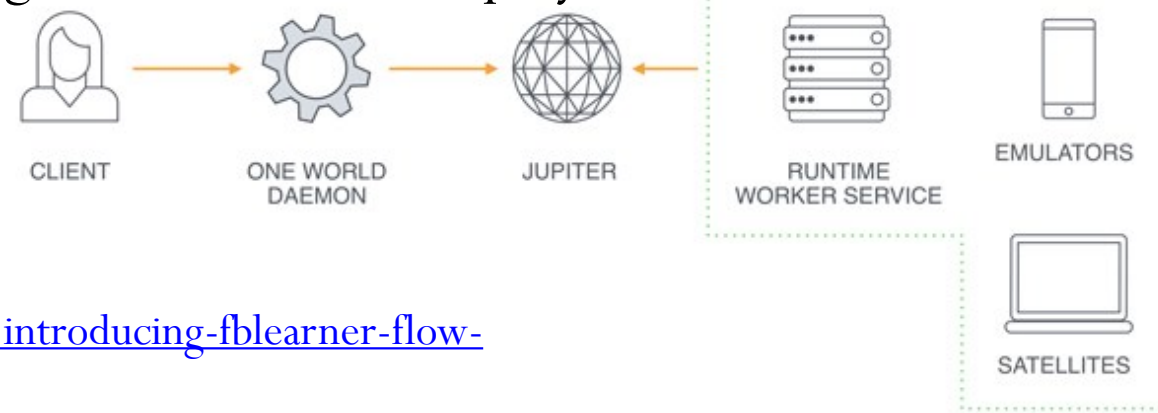 CLIENT
ONE WORLD
DAEMON
JUPITER
RUNTIME
WORKER SERVICE
EMULATORS
introducing-fblearner-flow-
SATELLITES